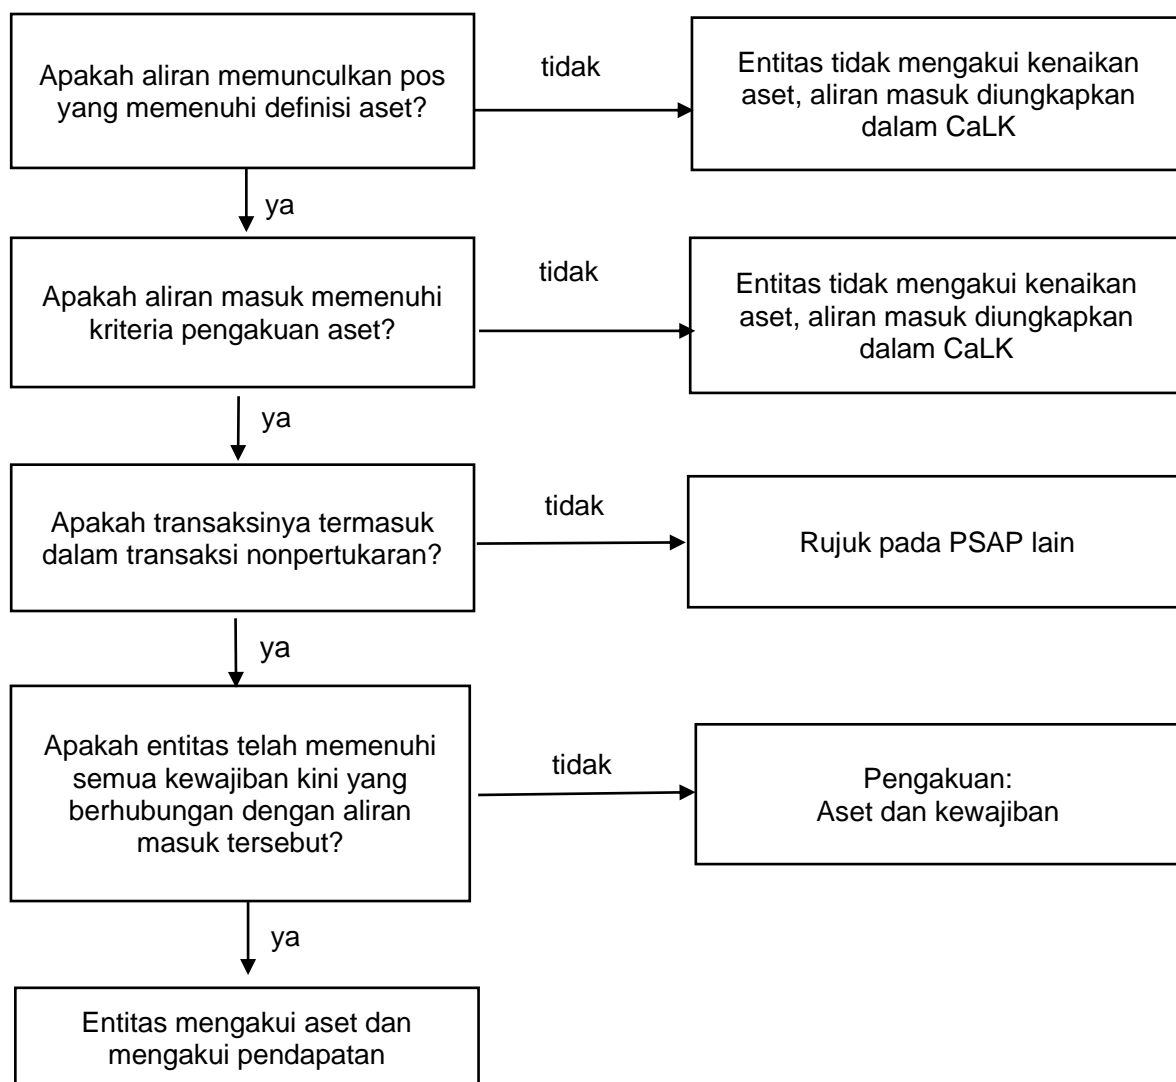 Apakah aliran memunculkan pos
yang memenuhi definisi aset?
tidak
Entitas tidak mengakui kenaikan
aset, aliran masuk diungkapkan
dalam CaLK
ya
Apakah aliran masuk memenuhi
kriteria pengakuan aset?
tidak
Entitas tidak mengakui kenaikan
aset, aliran masuk diungkapkan
dalam CaLK
ya
Apakah transaksinya termasuk
dalam transaksi nonpertukaran?
tidak
Rujuk pada PSAP lain
ya
Apakah entitas telah memenuhi
semua kewajiban kini yang
berhubungan dengan aliran
masuk tersebut?
tidak
Pengakuan:
Aset dan kewajiban
ya
Entitas mengakui aset dan
mengakui pendapatan